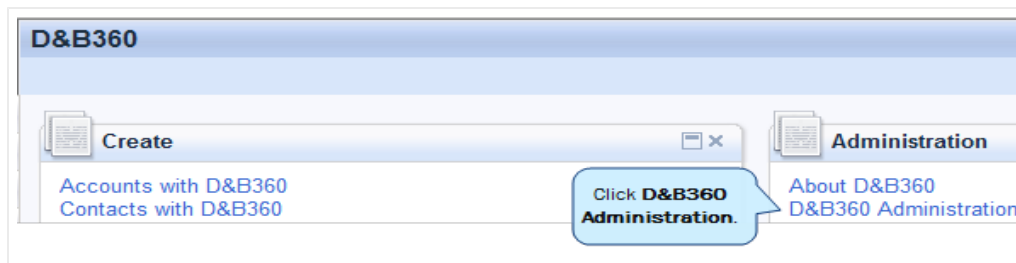 D&B360
Create
Accounts with D&B360
Contacts with D&B360
Click D&B360
Administration.
Administration
About D&B360
D&B360 Administration